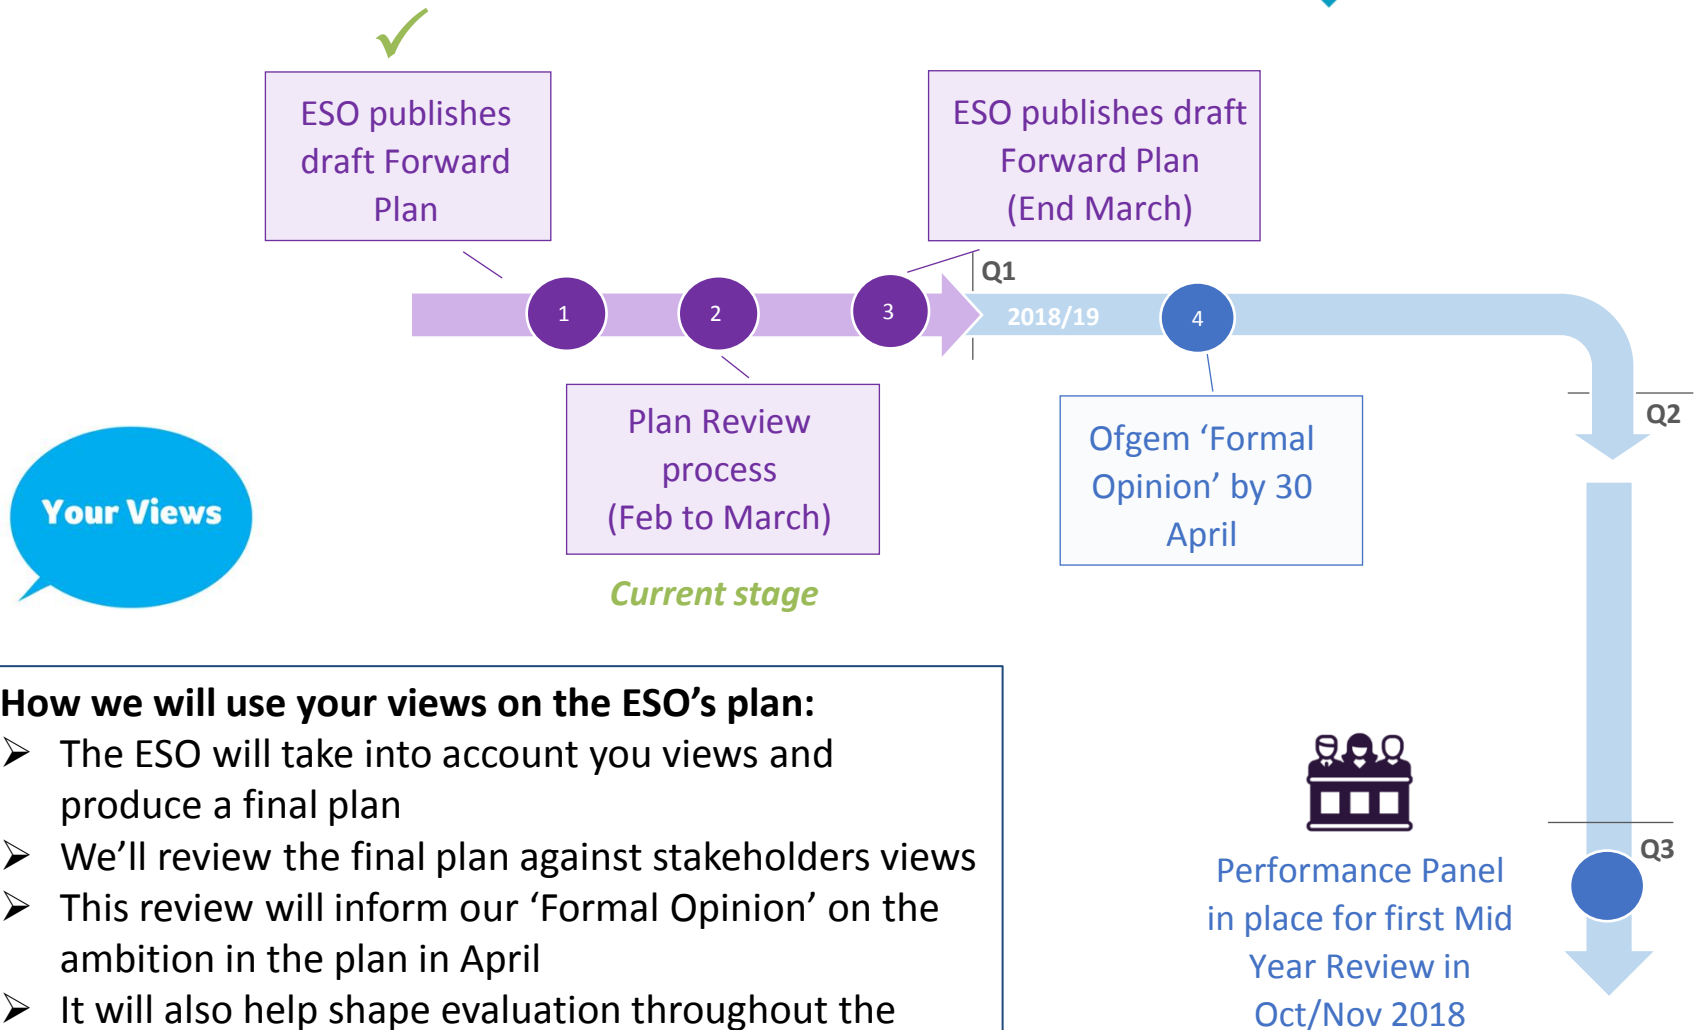 ESO publishes
draft Forward
Plan
ESO publishes draft
Forward Plan
(End March)
Q1
1
2
3
2018/19
4
Q2
Plan Review
process
(Feb to March)
Current stage
Ofgem ‘Formal
Opinion’ by 30
April
Your Views
How we will use your views on the ESO’s plan:
➢ The ESO will take into account you views and
produce a final plan
➢ We’ll review the final plan against stakeholders views
➢ This review will inform our ‘Formal Opinion’ on the
ambition in the plan in April
➢ It will also help shape evaluation throughout the
Q3
Performance Panel
in place for first Mid
Year Review in
Oct/Nov 2018